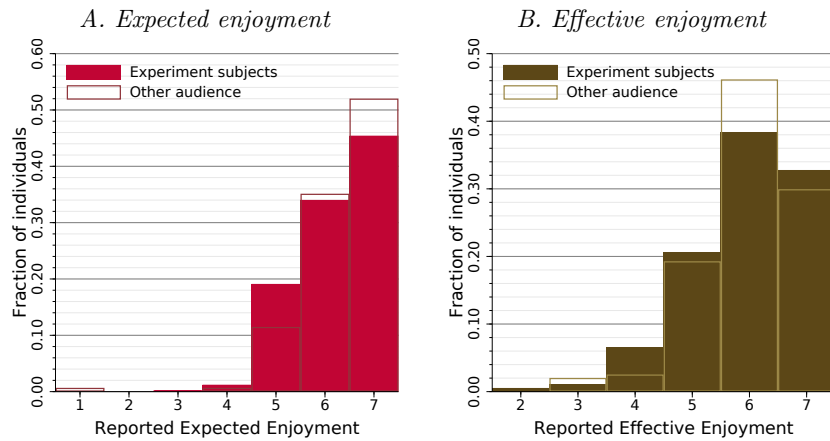 A. Expected enjoyment
0.60
0.50
0.40
0.30
0.20
0.10
0.00
Fraction of individuals
Experiment subjects
Other audience
1 2 3 4 5 6 7
Reported Expected Enjoyment
B. Effective enjoyment
0.50
0.40
0.30
0.20
0.10
0.00
Fraction of individuals
Experiment subjects
Other audience
2 3 4 5 6 7
Reported Effective Enjoyment